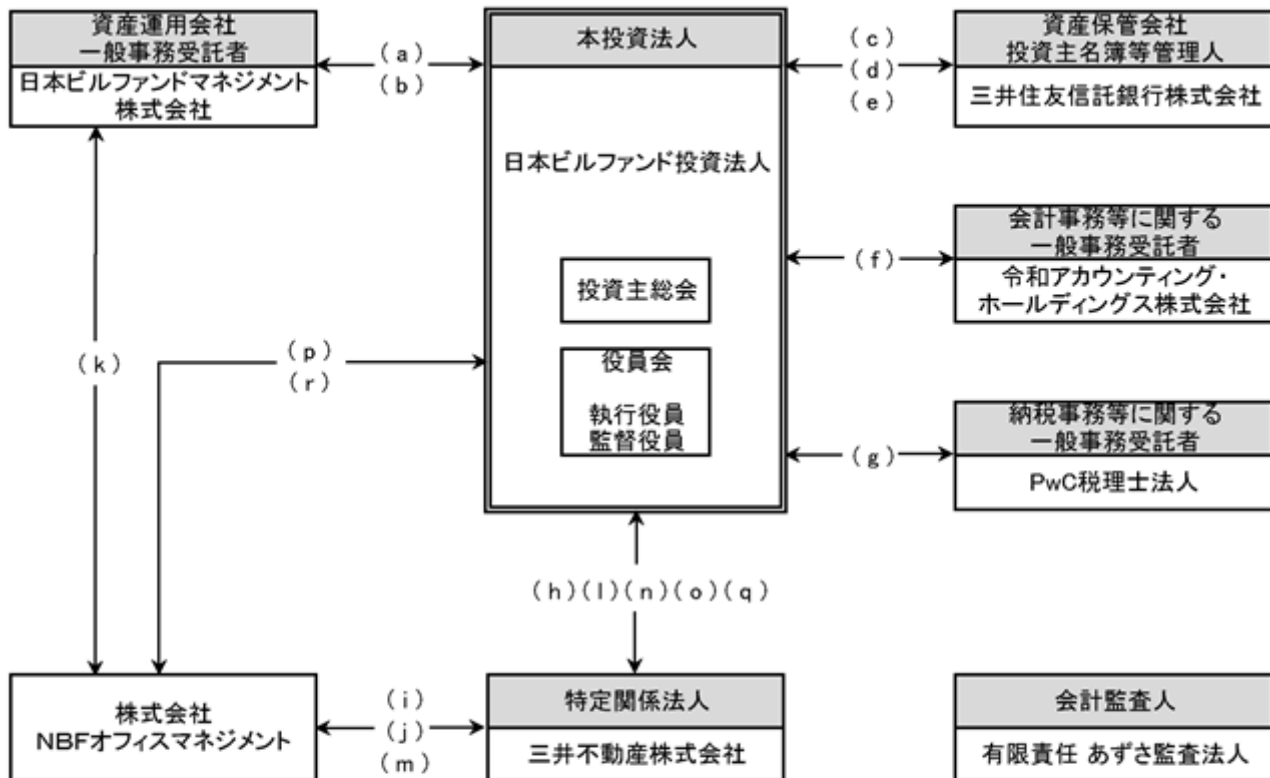 資産運用会社
一般事務受託者
日本ビルファンドマネジメント
株式会社
(a)
(b)
本投資法人
日本ビルファンド投資法人
投資主総会
役員会
執行役員
監督役員
(c)
(d)
(e)
資産保管会社
投資主名簿等管理人
三井住友信託銀行株式会社
(f)
会計事務等に関する
一般事務受託者
令和アカウンティング・
ホールディングス株式会社
(g)
納税事務等に関する
一般事務受託者
PwC税理士法人
(k)
(p)
(r)
(h)(l)(n)(o)(q)
株式会社
NBFオフィスマネジメント
(i)
(j)
(m)
特定関係法人
三井不動産株式会社
会計監査人
有限責任 あずさ監査法人